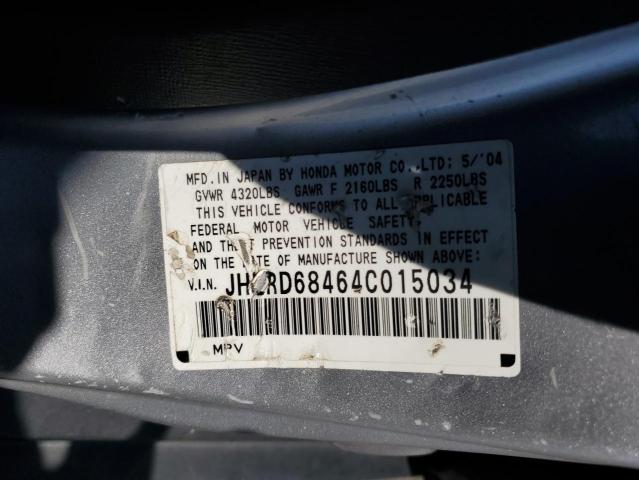 MFD. IN JAPAN BY HONDA MOTOR CO., LTD; 5/'04
GVWR 4320LBS GAWR F 2160LBS R 2250LBS
THIS VEHICLE CONFORMS TO ALL APPLICABLE
FEDERAL MOTOR VEHICLE SAFETY
AND THEFT PREVENTION STANDARDS IN EFFECT
ON THE DATE OF MANUFACTURE SHOWN ABOVE:
V.I.N. JHLRD68464C015034
MPV